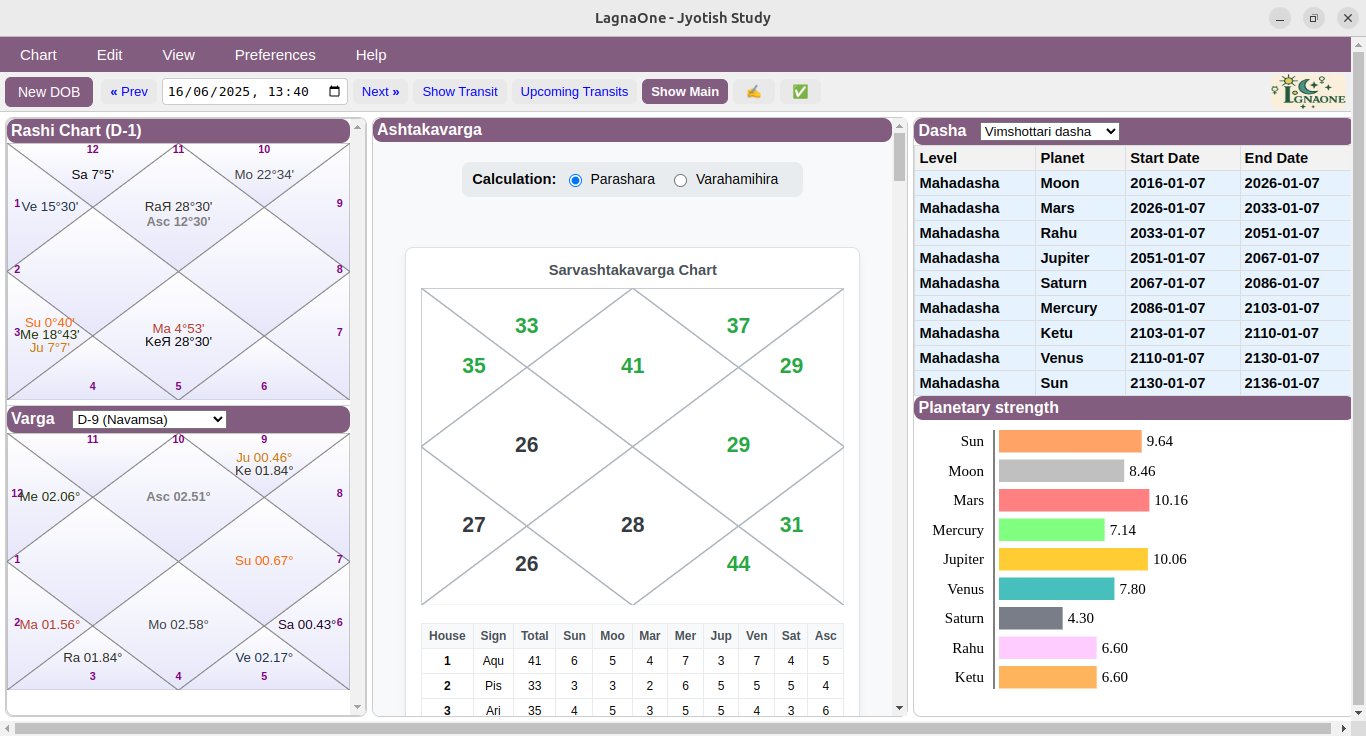 LagnaOne - Jyotish Study
Chart Edit View Preferences Help
New DOB « Prev 16/06/2025, 13:40 Next » Show Transit Upcoming Transits Show Main ✍ ✅ LGNAONE
Rashi Chart (D-1)
12 11 10
Sa 7°5' Mo 22°34'
1 Ve 15°30' RaЯ 28°30' 9
Asc 12°30'
2 8
Su 0°40'
3 Me 18°43' Ma 4°53' 7
Ju 7°7' KeЯ 28°30'
4 5 6
Varga D-9 (Navamsa)
11 10 9
Ju 00.46°
Ke 01.84°
12 Me 02.06° Asc 02.51° 8
1 Su 00.67° 7
2 Ma 01.56° Mo 02.58° Sa 00.43° 6
Ra 01.84° Ve 02.17°
3 4 5
Ashtakavarga
Calculation: Parashara Varahamihira
Sarvashtakavarga Chart
33 37
35 41 29
26 29
27 28 31
26 44
House Sign Total Sun Moo Mar Mer Jup Ven Sat Asc
1 Aqu 41 6 5 4 7 3 7 4 5
2 Pis 33 3 3 2 6 5 5 5 4
3 Ari 35 4 5 3 5 5 4 3 6
Dasha Vimshottari dasha
Level Planet Start Date End Date
Mahadasha Moon 2016-01-07 2026-01-07
Mahadasha Mars 2026-01-07 2033-01-07
Mahadasha Rahu 2033-01-07 2051-01-07
Mahadasha Jupiter 2051-01-07 2067-01-07
Mahadasha Saturn 2067-01-07 2086-01-07
Mahadasha Mercury 2086-01-07 2103-01-07
Mahadasha Ketu 2103-01-07 2110-01-07
Mahadasha Venus 2110-01-07 2130-01-07
Mahadasha Sun 2130-01-07 2136-01-07
Planetary strength
Sun 9.64
Moon 8.46
Mars 10.16
Mercury 7.14
Jupiter 10.06
Venus 7.80
Saturn 4.30
Rahu 6.60
Ketu 6.60